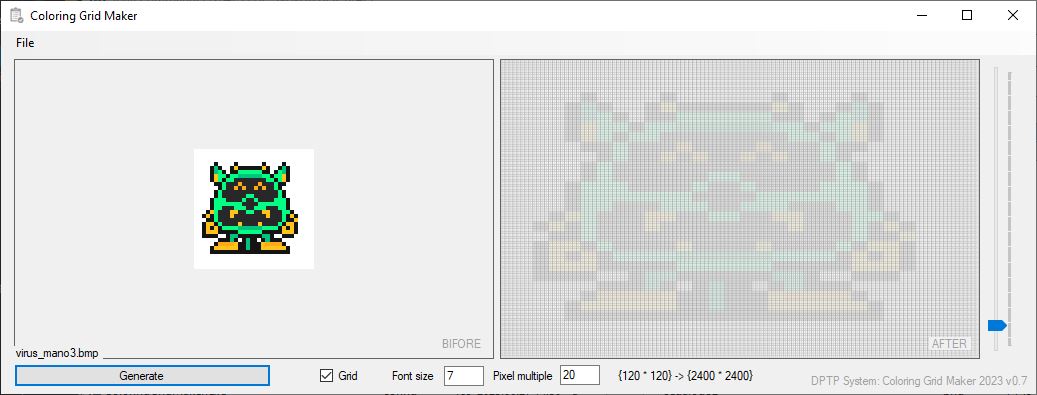 Coloring Grid Maker
File
BIFORE
AFTER
virus_mano3.bmp
Generate
Grid
Font size
7
Pixel multiple
20
{120 * 120} -> {2400 * 2400}
DPTP System: Coloring Grid Maker 2023 v0.7